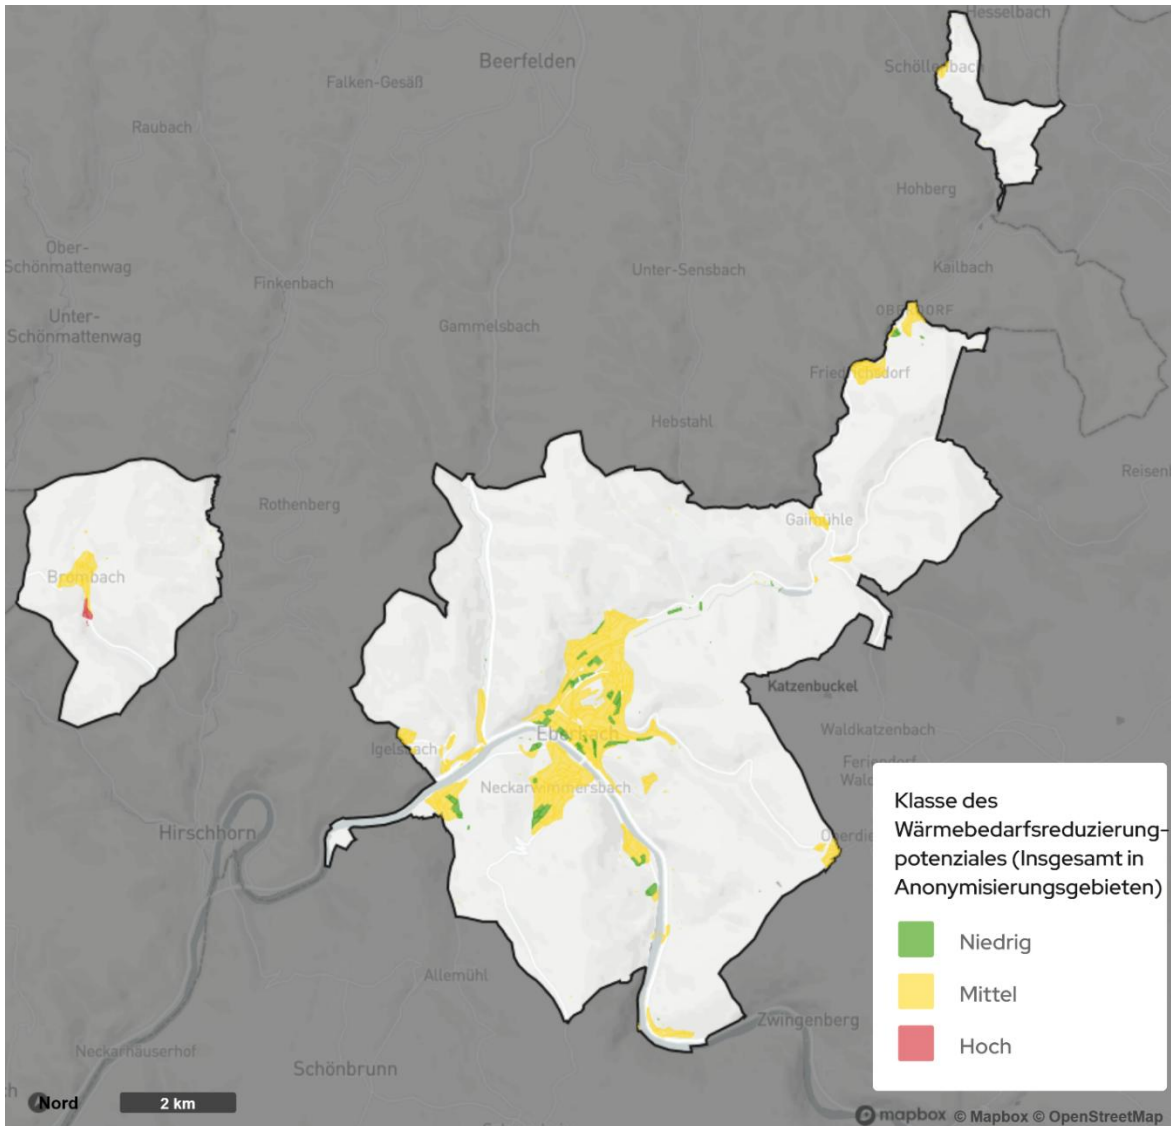 Hesselbach
Beerfelden
Schöllenbach
Falken-Gesäß
Raubach
Hohberg
Ober-
Schönmattenwag
Unter-Sensbach
Kailbach
Finkenbach
OBERNDORF
Unter-
Schönmattenwag
Gammelsbach
Friedrichsdorf
Hebstahl
Rothenberg
Gaimühle
Brombach
Katzenbuckel
Waldkatzenbach
Eberbach
Igelsbach
Feriendorf
Neckarwimmersbach
Hirschhorn
Allemühl
Zwingenberg
Neckarhäuserhof
Schönbrunn
Klasse des
Wärmebedarfsreduzierung-
potenziales (Insgesamt in
Anonymisierungsgebieten)
Niedrig
Mittel
Hoch
Nord
2 km
mapbox © Mapbox © OpenStreetMap